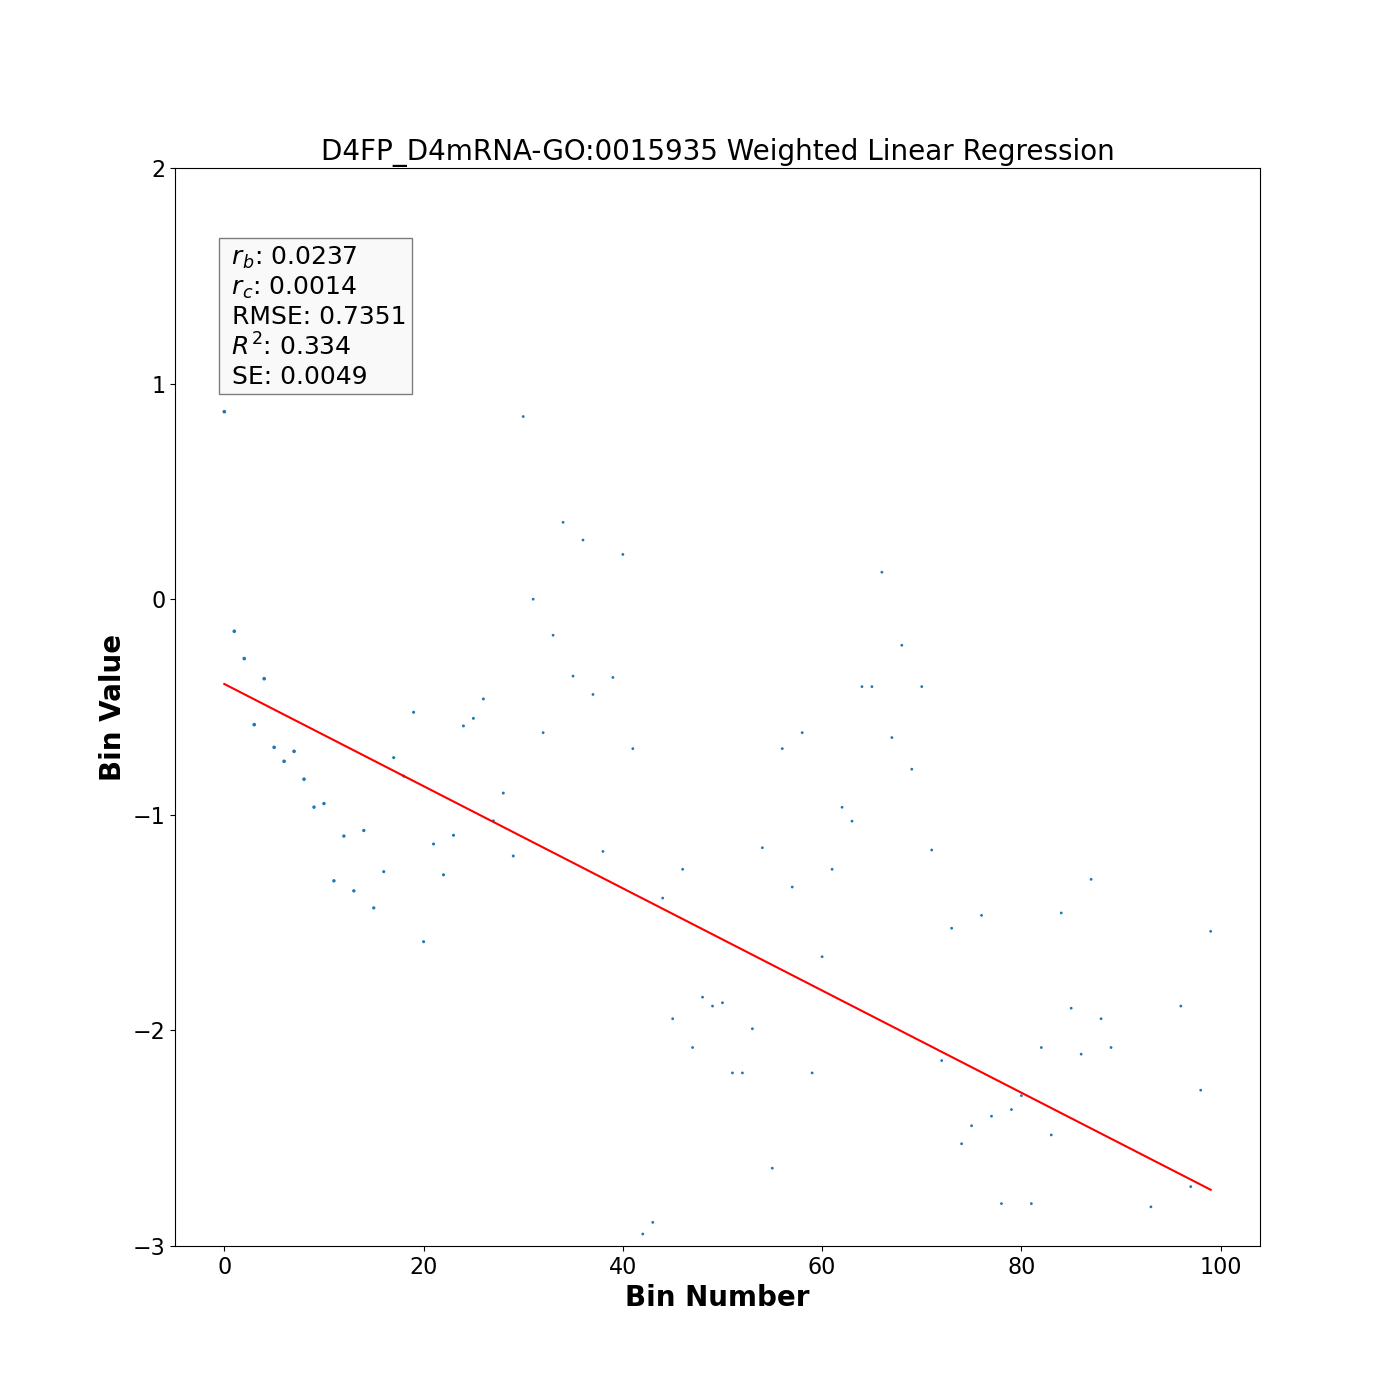 D4FP_D4mRNA-GO:0015935 Weighted Linear Regression
2
r_b: 0.0237
r_c: 0.0014
RMSE: 0.7351
R²: 0.334
SE: 0.0049
1
0
−1
−2
−3
Bin Value
0 20 40 60 80 100
Bin Number